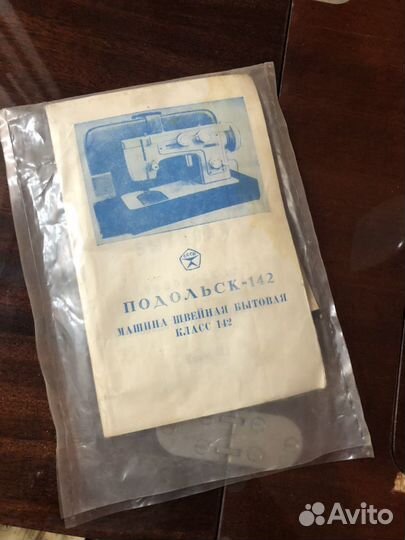 ПОДОЛЬСК-142
МАШИНА ШВЕЙНАЯ БЫТОВАЯ
КЛАСС 142
Avito